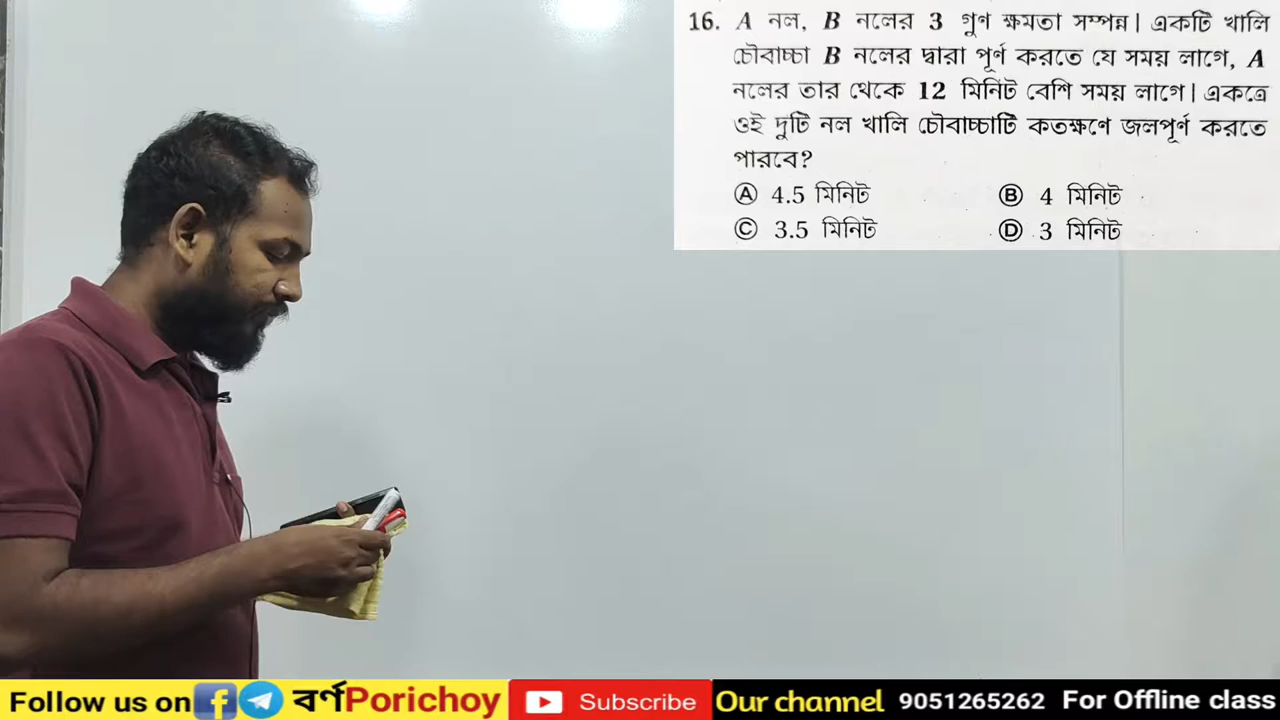 16. A নল, B নলের 3 গুণ ক্ষমতা সম্পন্ন। একটি খালি
চৌবাচ্চা B নলের দ্বারা পূর্ণ করতে যে সময় লাগে, A
নলের তার থেকে 12 মিনিট বেশি সময় লাগে। একত্রে
ওই দুটি নল খালি চৌবাচ্চাটি কতক্ষণে জলপূর্ণ করতে
পারবে?
Ⓐ 4.5 মিনিট Ⓑ 4 মিনিট
Ⓒ 3.5 মিনিট Ⓓ 3 মিনিট
Follow us on বর্ণPorichoy Subscribe Our channel 9051265262 For Offline class